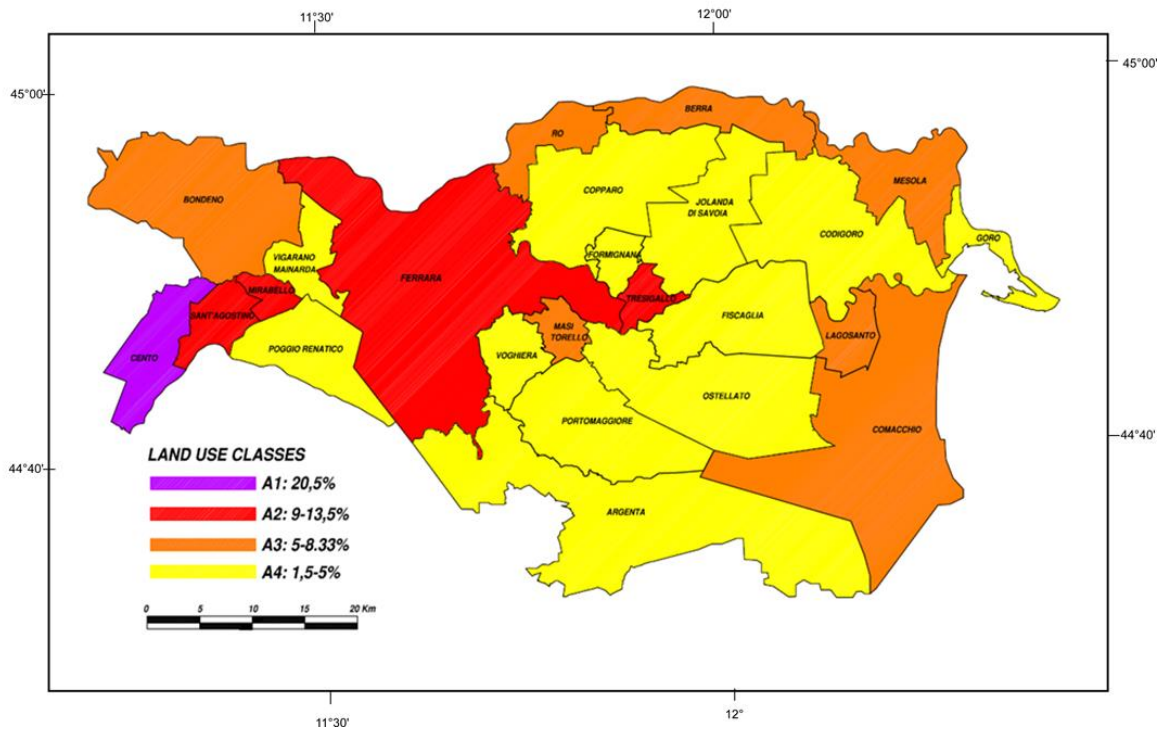 11°30'
12°00'
45°00'
45°00'
BERRA
RO
MESOLA
COPPARO
BONDENO
JOLANDA
DI SAVOIA
CODIGORO
GORO
VIGARANO
MAINARDA
FORMIGNANA
FERRARA
MIRABELLO
TRESIGALLO
SANT'AGOSTINO
FISCAGLIA
MASI
TORELLO
LAGOSANTO
POGGIO RENATICO
VOGHIERA
CENTO
OSTELLATO
PORTOMAGGIORE
COMACCHIO
44°40'
44°40'
ARGENTA
LAND USE CLASSES
A1: 20,5%
A2: 9-13,5%
A3: 5-8.33%
A4: 1,5-5%
0 5 10 15 20 Km
11°30'
12°